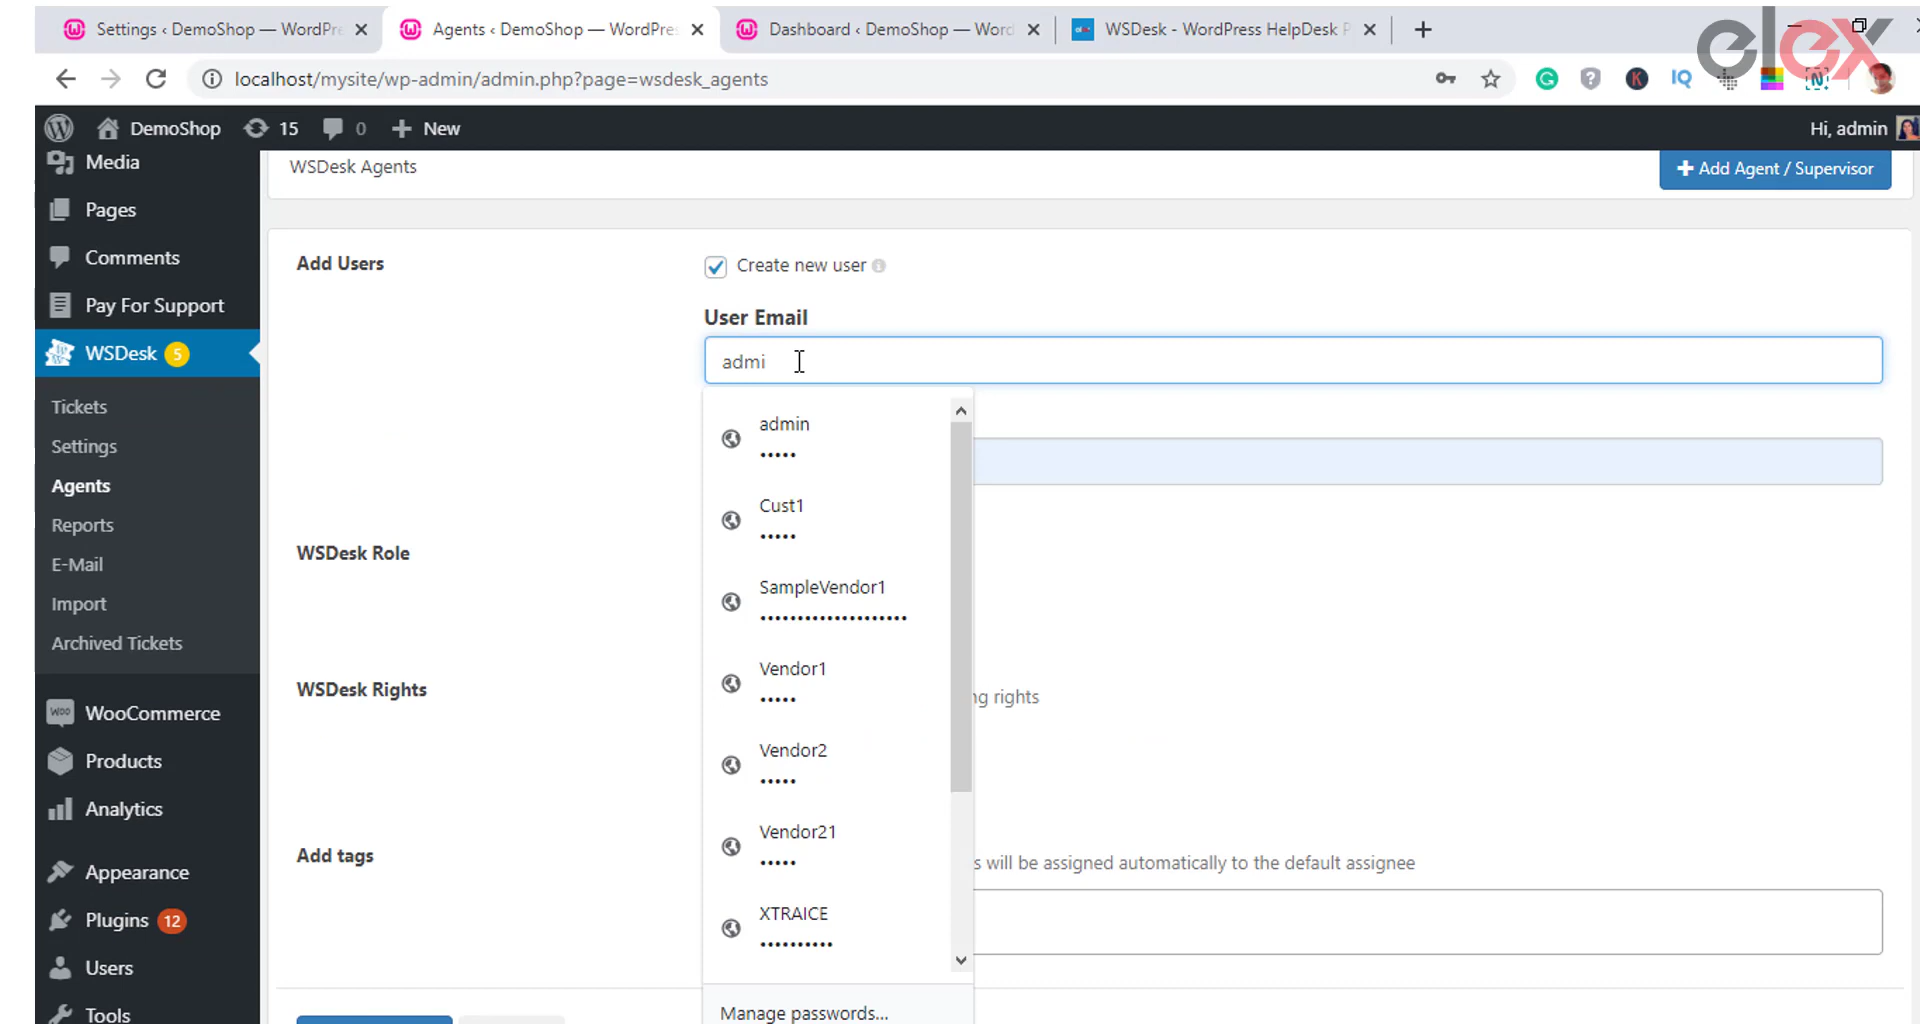 Settings ‹ DemoShop — WordPre
Agents ‹ DemoShop — WordPres
Dashboard ‹ DemoShop — Word
WSDesk - WordPress HelpDesk P
elex
localhost/mysite/wp-admin/admin.php?page=wsdesk_agents
IQ
DemoShop 15 0 New
Hi, admin
Media
Pages
Comments
Pay For Support
WSDesk 5
Tickets
Settings
Agents
Reports
E-Mail
Import
Archived Tickets
WooCommerce
Products
Analytics
Appearance
Plugins 12
Users
Tools
WSDesk Agents
Add Agent / Supervisor
Add Users
Create new user
User Email
admi
admin
•••••
Cust1
•••••
SampleVendor1
••••••••••••••••••••
Vendor1
•••••
Vendor2
•••••
Vendor21
•••••
XTRAICE
••••••••••
Manage passwords...
WSDesk Role
WSDesk Rights
ng rights
Add tags
s will be assigned automatically to the default assignee